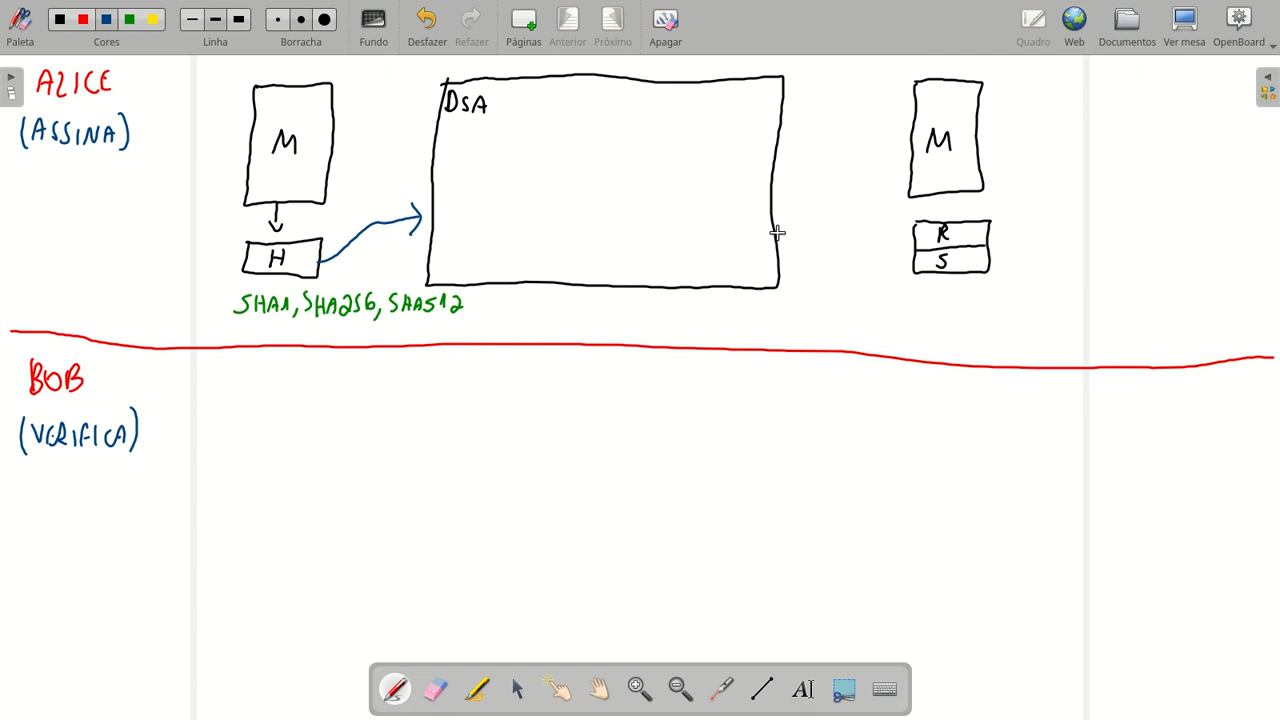 Paleta
Cores
Linha
Borracha
Fundo
Desfazer
Refazer
Páginas
Anterior
Próximo
Apagar
Quadro
Web
Documentos
Ver mesa
OpenBoard
ALICE
(ASSINA)
M
H
SHA1, SHA256, SHA512
DSA
M
R
S
BOB
(VERIFICA)
AI